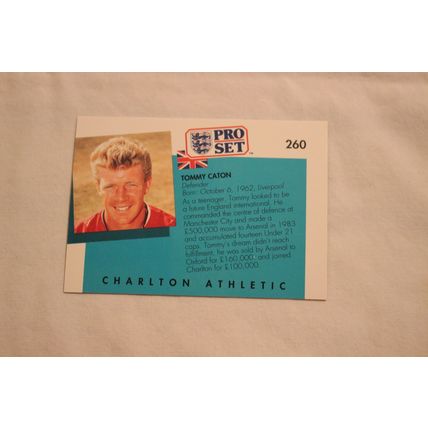 PRO
SET
™
260
TOMMY CATON
Defender
Born: October 6, 1962, Liverpool
As a teenager, Tommy looked to be
a future England international. He
commanded the centre of defence at
Manchester City and made a
£500,000 move to Arsenal in 1983
and accumulated fourteen Under 21
caps. Tommy's dream didn't reach
fulfillment, he was sold by Arsenal to
Oxford for £160,000, and joined
Charlton for £100,000.
CHARLTON ATHLETIC